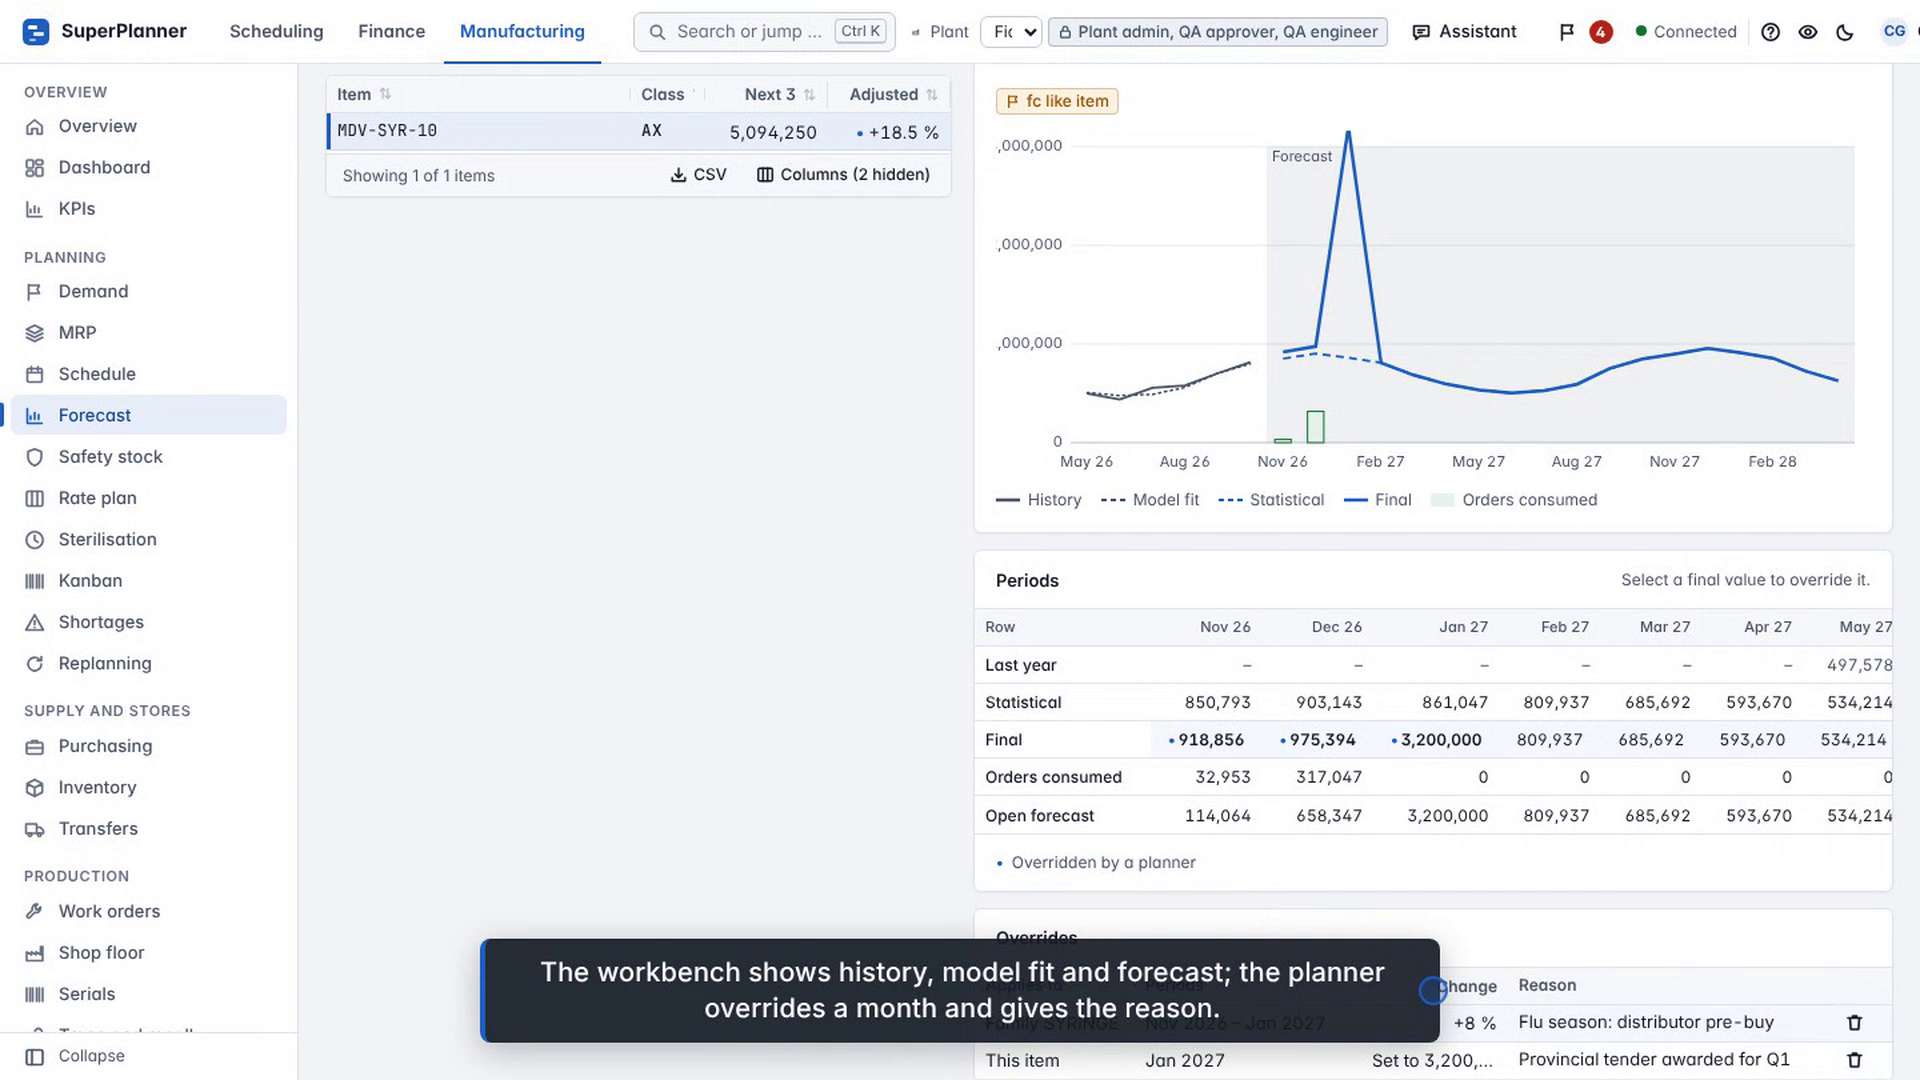 SuperPlanner
Scheduling
Finance
Manufacturing
Search or jump ...
Ctrl K
Plant
Fic
Plant admin, QA approver, QA engineer
Assistant
4
Connected
CG
OVERVIEW
Overview
Dashboard
KPIs
PLANNING
Demand
MRP
Schedule
Forecast
Safety stock
Rate plan
Sterilisation
Kanban
Shortages
Replanning
SUPPLY AND STORES
Purchasing
Inventory
Transfers
PRODUCTION
Work orders
Shop floor
Serials
Collapse
Item Class Next 3 Adjusted
MDV-SYR-10 AX 5,094,250 • +18.5 %
Showing 1 of 1 items
CSV
Columns (2 hidden)
fc like item
,000,000
,000,000
,000,000
0
Forecast
May 26 Aug 26 Nov 26 Feb 27 May 27 Aug 27 Nov 27 Feb 28
History Model fit Statistical Final Orders consumed
Periods
Select a final value to override it.
Row Nov 26 Dec 26 Jan 27 Feb 27 Mar 27 Apr 27 May 27
Last year – – – – – – 497,578
Statistical 850,793 903,143 861,047 809,937 685,692 593,670 534,214
Final • 918,856 • 975,394 • 3,200,000 809,937 685,692 593,670 534,214
Orders consumed 32,953 317,047 0 0 0 0 0
Open forecast 114,064 658,347 3,200,000 809,937 685,692 593,670 534,214
• Overridden by a planner
Overrides
Applies to Periods Change Reason
Family SYRINGE Nov 2026 – Jan 2027 +8 % Flu season: distributor pre-buy
This item Jan 2027 Set to 3,200,... Provincial tender awarded for Q1
The workbench shows history, model fit and forecast; the planner
overrides a month and gives the reason.